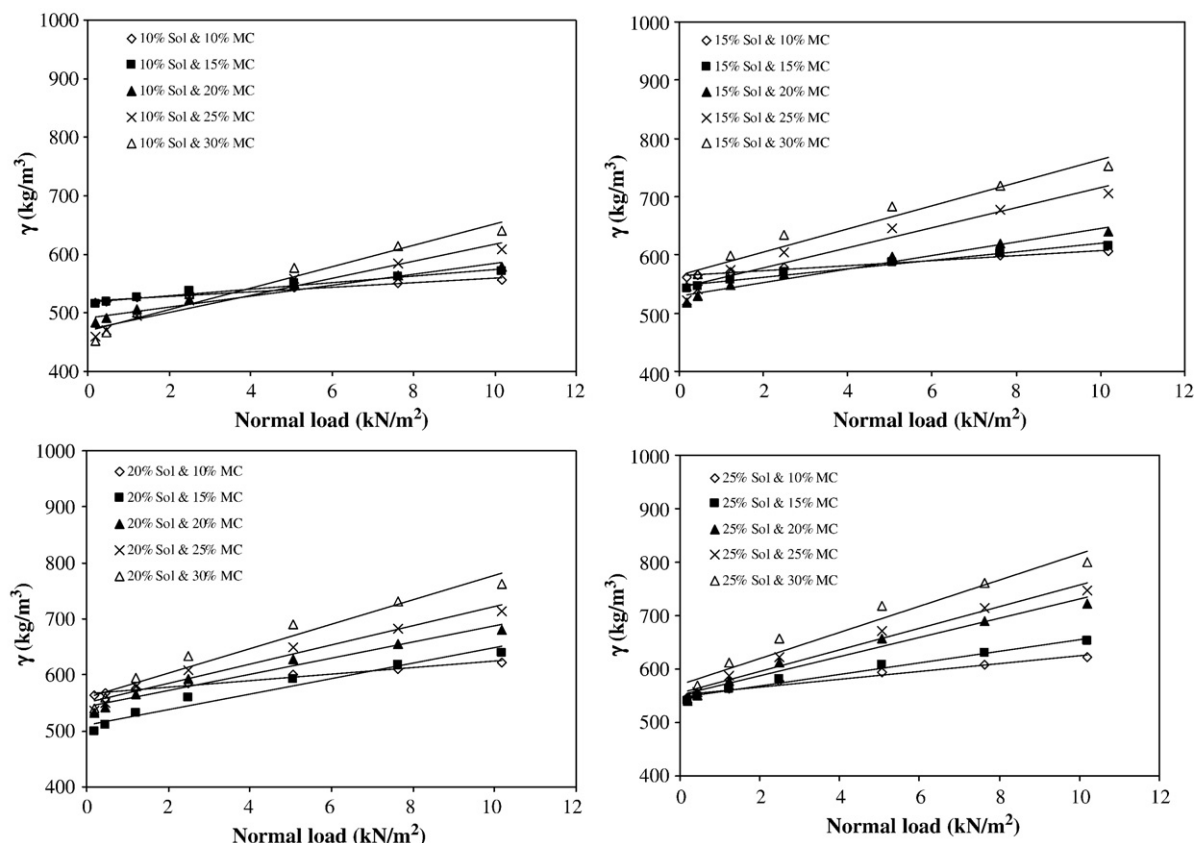 1000
900
800
700
600
500
400
γ (kg/m³)
10% Sol & 10% MC
10% Sol & 15% MC
10% Sol & 20% MC
10% Sol & 25% MC
10% Sol & 30% MC
0 2 4 6 8 10 12
Normal load (kN/m²)
1000
900
800
700
600
500
400
γ (kg/m³)
15% Sol & 10% MC
15% Sol & 15% MC
15% Sol & 20% MC
15% Sol & 25% MC
15% Sol & 30% MC
0 2 4 6 8 10 12
Normal load (kN/m²)
1000
900
800
700
600
500
400
γ (kg/m³)
20% Sol & 10% MC
20% Sol & 15% MC
20% Sol & 20% MC
20% Sol & 25% MC
20% Sol & 30% MC
0 2 4 6 8 10 12
Normal load (kN/m²)
1000
900
800
700
600
500
400
γ (kg/m³)
25% Sol & 10% MC
25% Sol & 15% MC
25% Sol & 20% MC
25% Sol & 25% MC
25% Sol & 30% MC
0 2 4 6 8 10 12
Normal load (kN/m²)